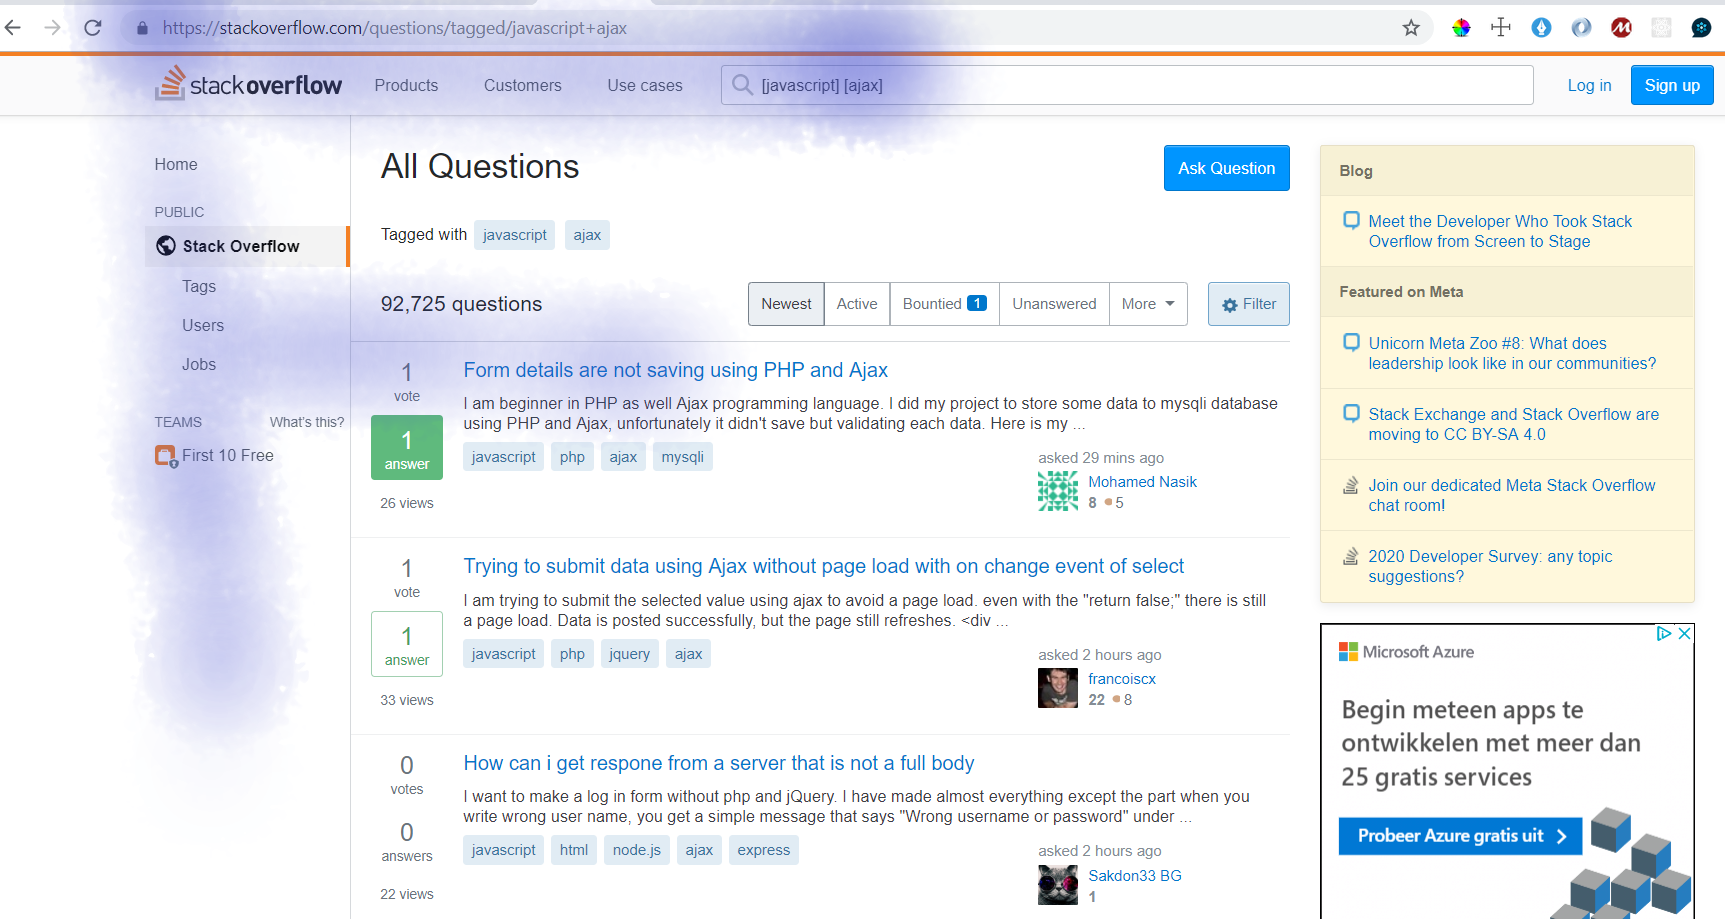 https://stackoverflow.com/questions/tagged/javascript+ajax
stackoverflow
Products
Customers
Use cases
[javascript] [ajax]
Log in
Sign up
Home
PUBLIC
Stack Overflow
Tags
Users
Jobs
TEAMS
What's this?
First 10 Free
All Questions
Ask Question
Tagged with javascript ajax
92,725 questions
Newest
Active
Bountied 1
Unanswered
More
Filter
1
vote
1
answer
26 views
Form details are not saving using PHP and Ajax
I am beginner in PHP as well Ajax programming language. I did my project to store some data to mysqli database
using PHP and Ajax, unfortunately it didn't save but validating each data. Here is my ...
javascript php ajax mysqli
asked 29 mins ago
Mohamed Nasik
8 5
1
vote
1
answer
33 views
Trying to submit data using Ajax without page load with on change event of select
I am trying to submit the selected value using ajax to avoid a page load. even with the "return false;" there is still
a page load. Data is posted successfully, but the page still refreshes. <div ...
javascript php jquery ajax
asked 2 hours ago
francoiscx
22 8
0
votes
0
answers
22 views
How can i get respone from a server that is not a full body
I want to make a log in form without php and jQuery. I have made almost everything except the part when you
write wrong user name, you get a simple message that says "Wrong username or password" under ...
javascript html node.js ajax express
asked 2 hours ago
Sakdon33 BG
1
Blog
Meet the Developer Who Took Stack
Overflow from Screen to Stage
Featured on Meta
Unicorn Meta Zoo #8: What does
leadership look like in our communities?
Stack Exchange and Stack Overflow are
moving to CC BY-SA 4.0
Join our dedicated Meta Stack Overflow
chat room!
2020 Developer Survey: any topic
suggestions?
Microsoft Azure
Begin meteen apps te
ontwikkelen met meer dan
25 gratis services
Probeer Azure gratis uit